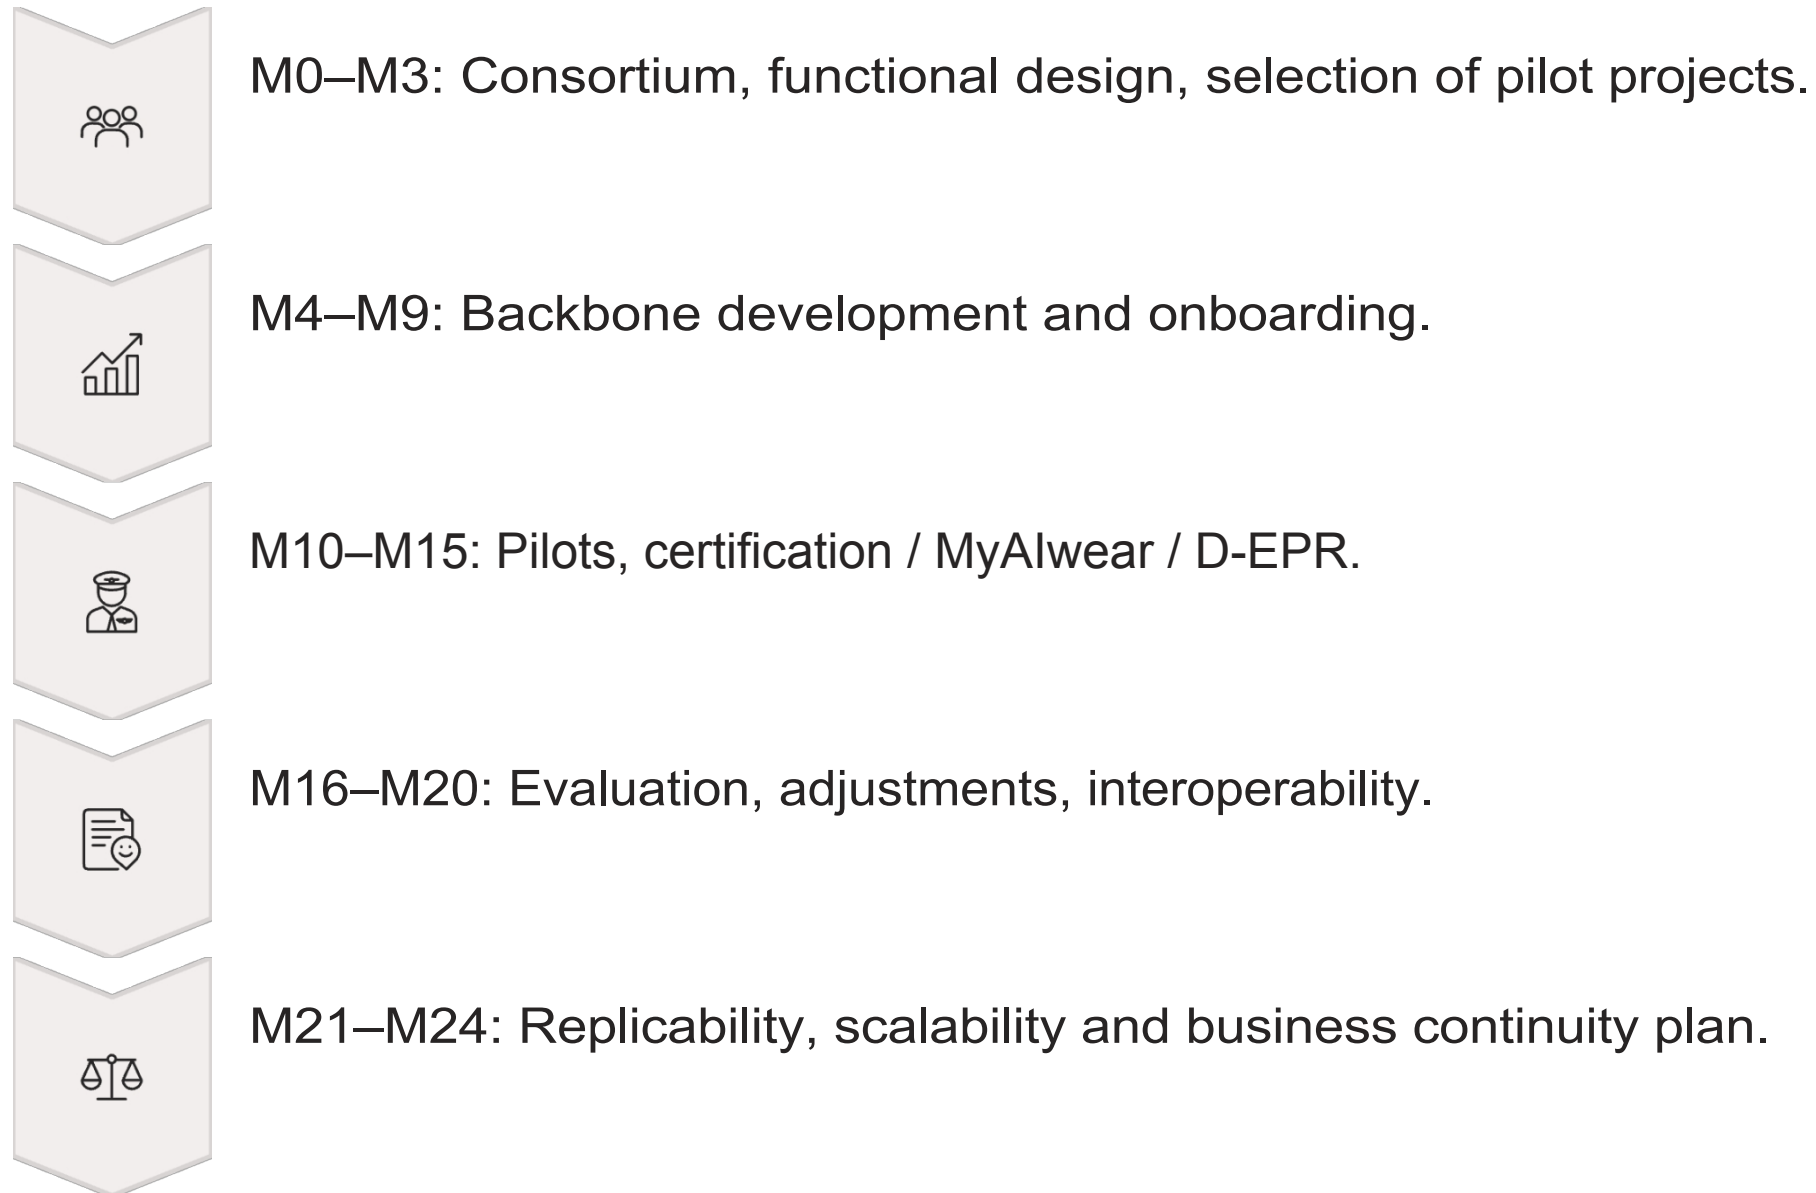 M0–M3: Consortium, functional design, selection of pilot projects.
M4–M9: Backbone development and onboarding.
M10–M15: Pilots, certification / MyAIwear / D-EPR.
M16–M20: Evaluation, adjustments, interoperability.
M21–M24: Replicability, scalability and business continuity plan.